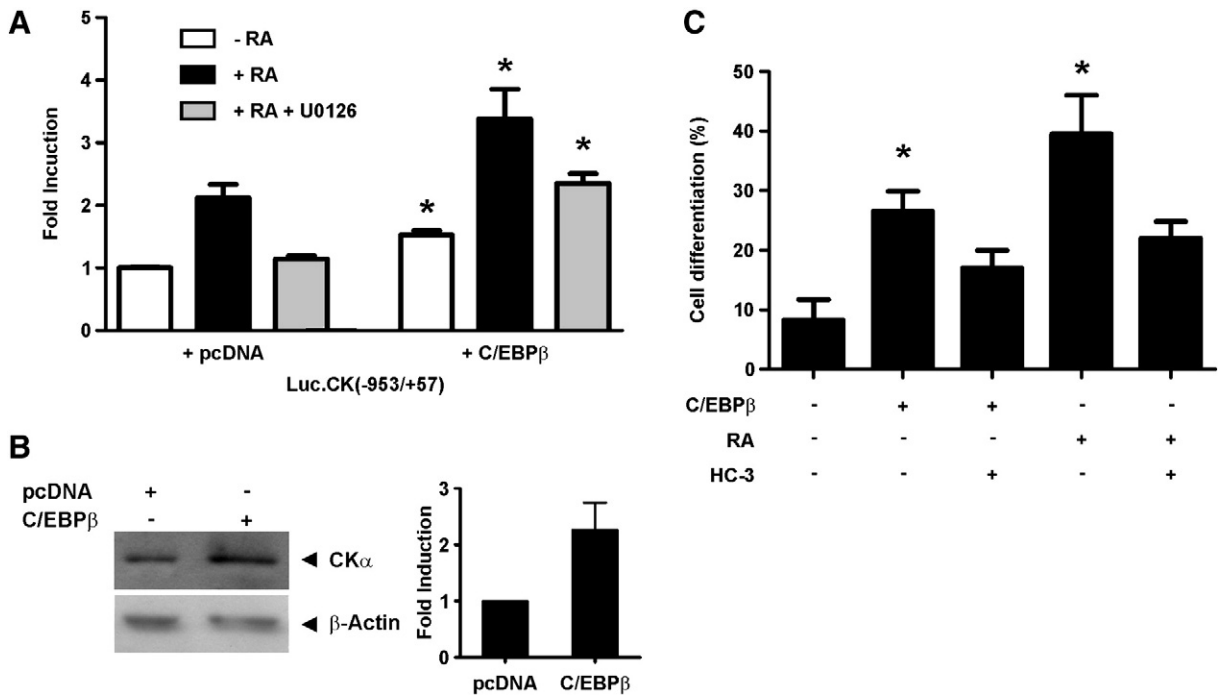 A
Fold Incuction
5
4
3
2
1
0
- RA
+ RA
+ RA + U0126
*
*
*
+ pcDNA
+ C/EBPβ
Luc.CK(-953/+57)
B
pcDNA + -
C/EBPβ - +
◄ CKα
◄ β-Actin
Fold Induction
3
2
1
0
pcDNA
C/EBPβ
C
Cell differentiation (%)
50
40
30
20
10
0
*
*
C/EBPβ - + + - -
RA - - - + +
HC-3 - - + - +